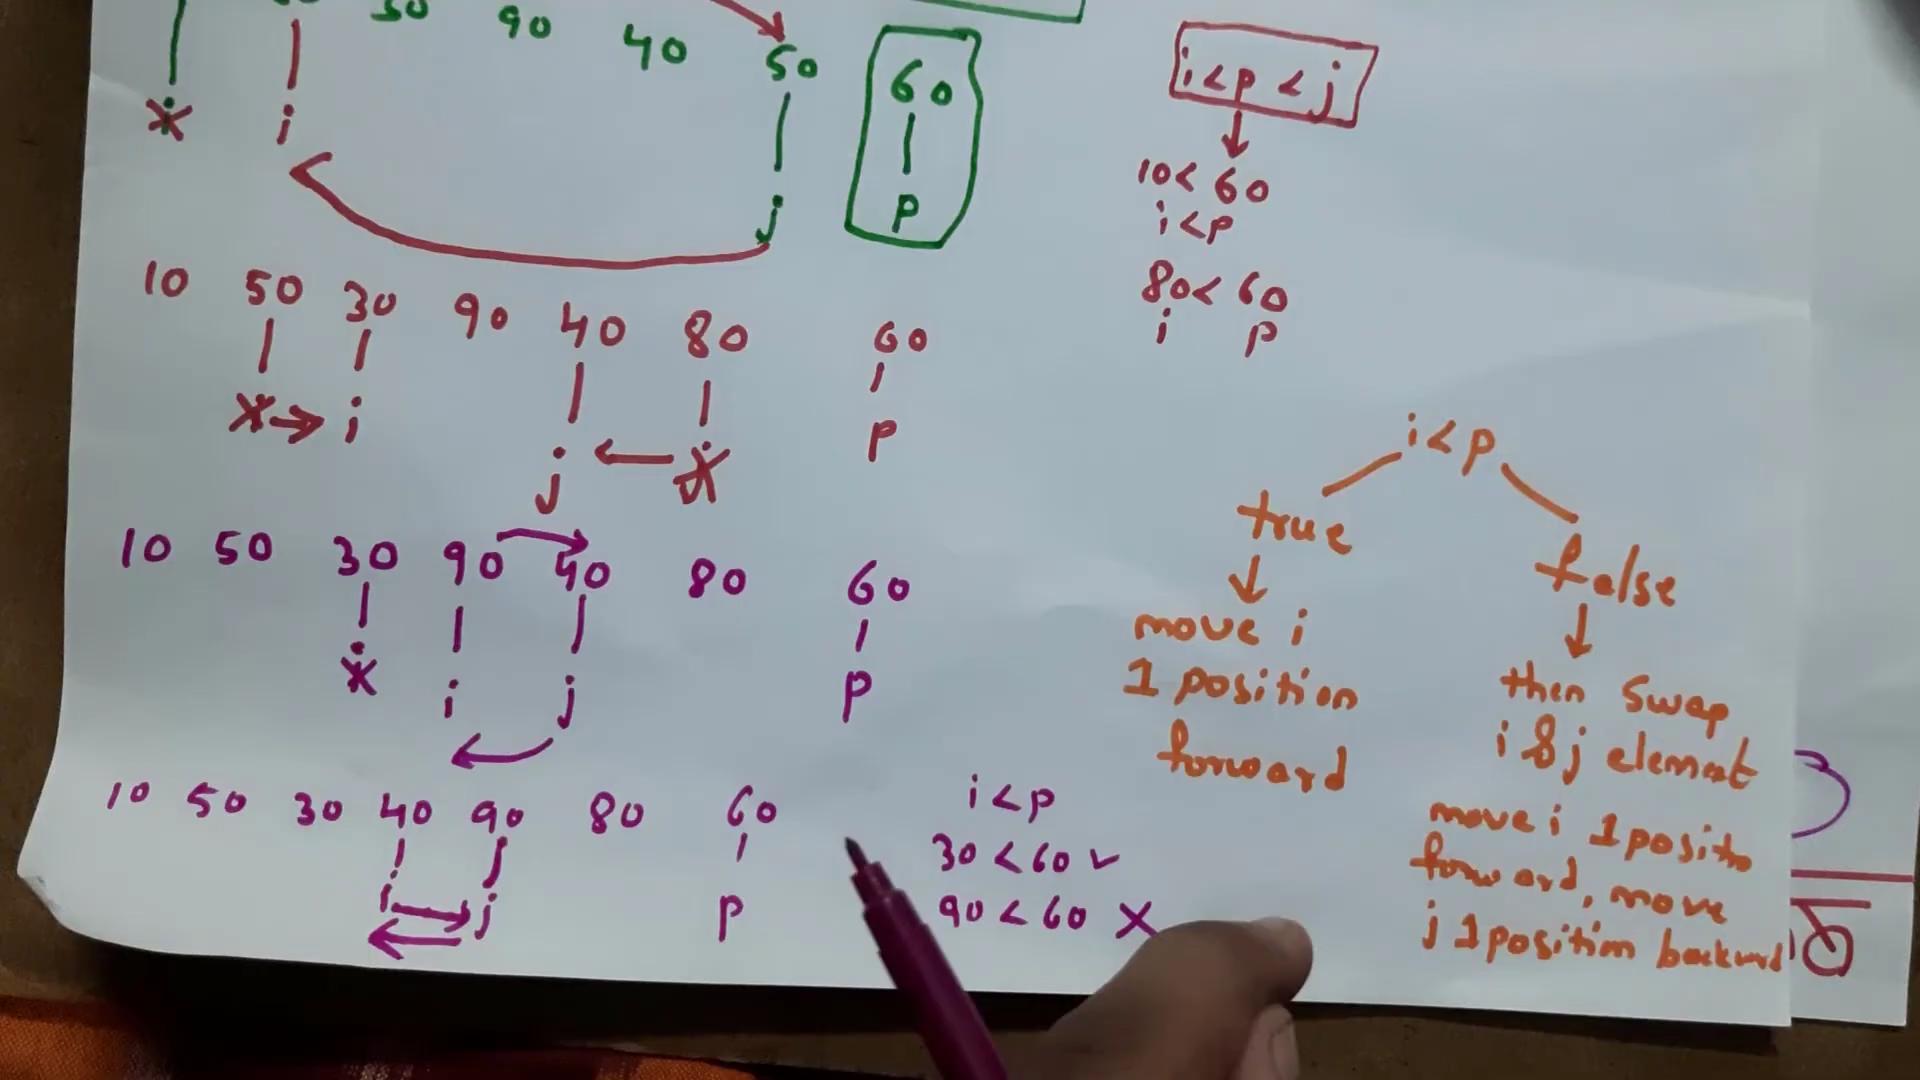 90 40 50 60
i i j p
10 50 30 90 40 80 60
i i j j p
10 50 30 90 40 80 60
i i j p
10 50 30 40 90 80 60
i j p
i<p<j
10< 60
i<p
80< 60
i p
i<p
true
move i
1 position
forward
false
then swap
i & j element
move i 1 positio
forward, move
j 1 position backward
i<p
30 < 60 ✓
90 < 60 X